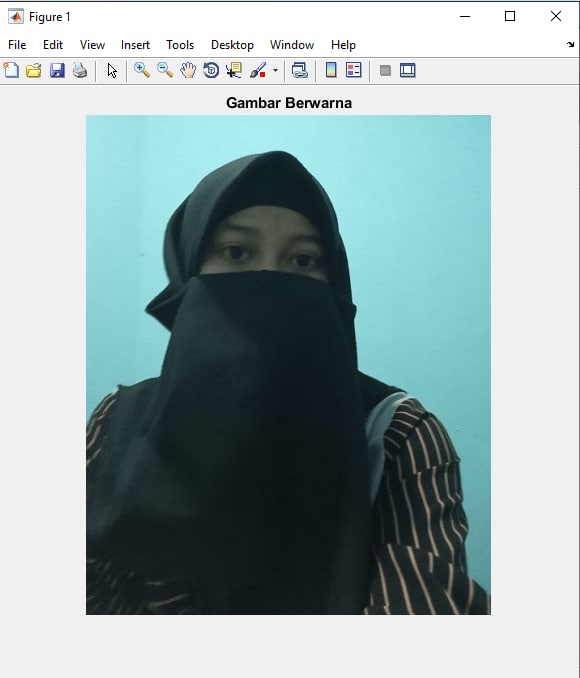 Figure 1
File Edit View Insert Tools Desktop Window Help
Gambar Berwarna